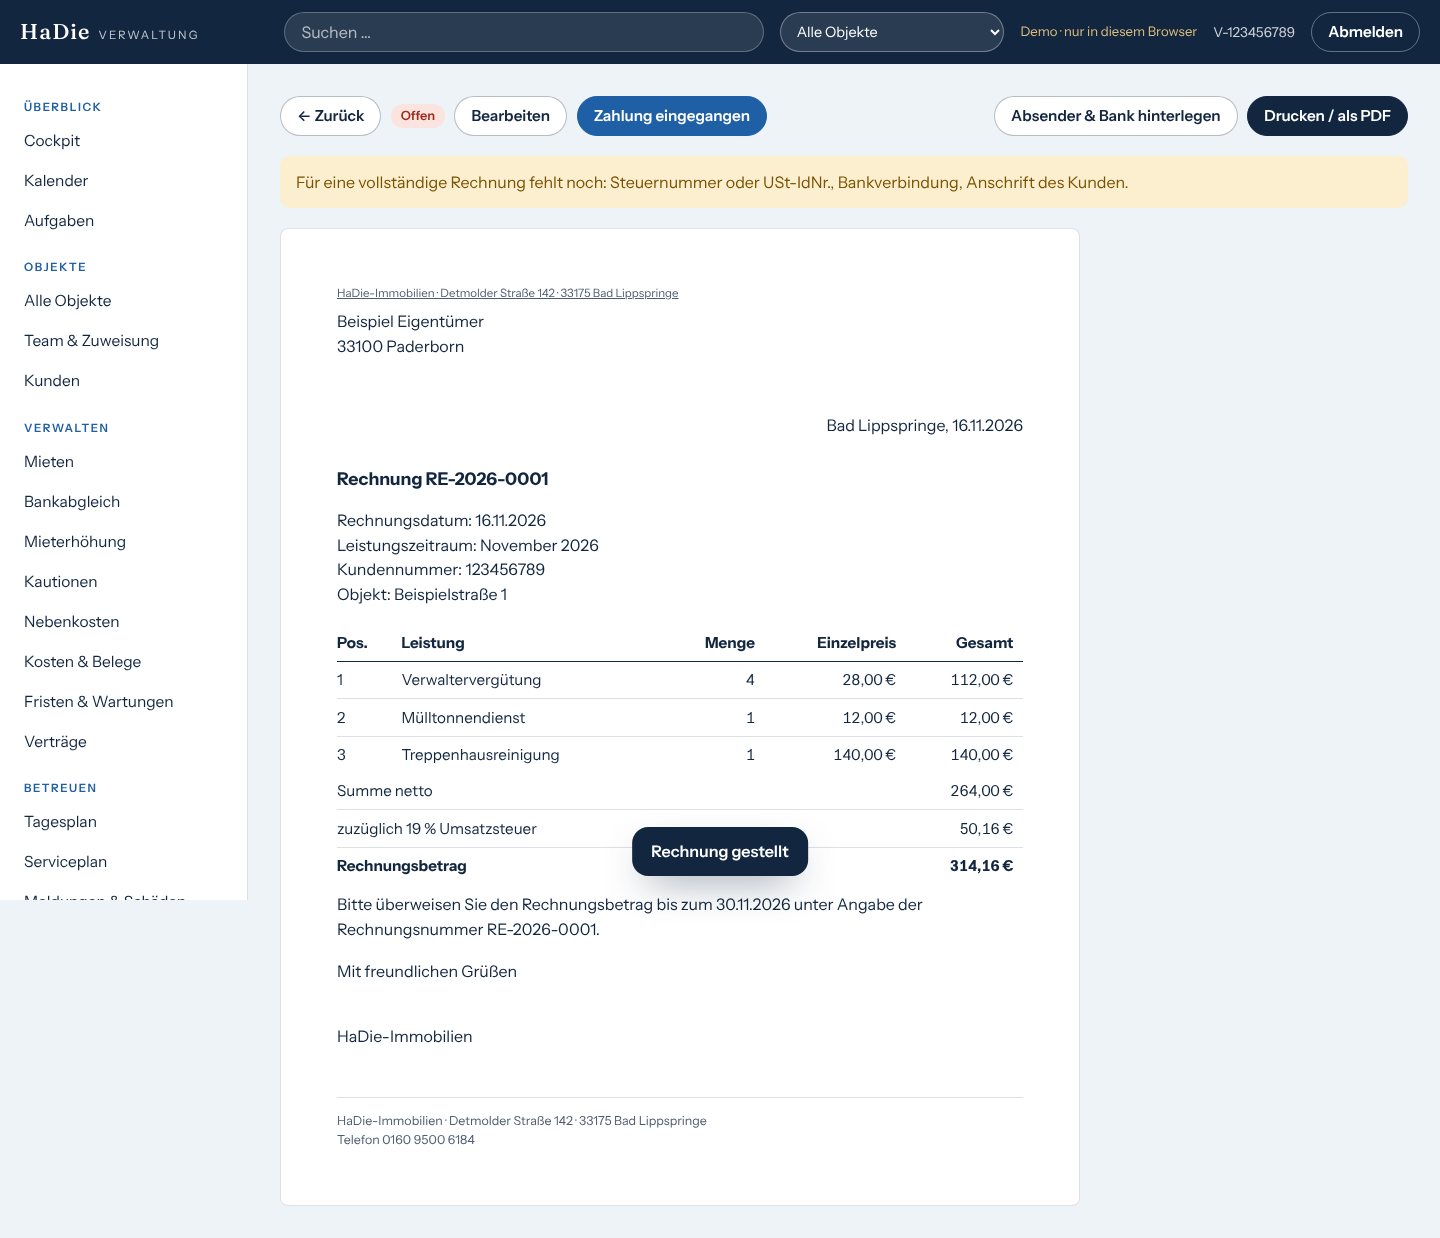 HaDie VERWALTUNG
Suchen ...
Alle Objekte
Demo · nur in diesem Browser
V-123456789
Abmelden
ÜBERBLICK
Cockpit
Kalender
Aufgaben
OBJEKTE
Alle Objekte
Team & Zuweisung
Kunden
VERWALTEN
Mieten
Bankabgleich
Mieterhöhung
Kautionen
Nebenkosten
Kosten & Belege
Fristen & Wartungen
Verträge
BETREUEN
Tagesplan
Serviceplan
Meldungen & Schäden
← Zurück
Offen
Bearbeiten
Zahlung eingegangen
Absender & Bank hinterlegen
Drucken / als PDF
Für eine vollständige Rechnung fehlt noch: Steuernummer oder USt-IdNr., Bankverbindung, Anschrift des Kunden.
HaDie-Immobilien · Detmolder Straße 142 · 33175 Bad Lippspringe
Beispiel Eigentümer
33100 Paderborn
Bad Lippspringe, 16.11.2026
Rechnung RE-2026-0001
Rechnungsdatum: 16.11.2026
Leistungszeitraum: November 2026
Kundennummer: 123456789
Objekt: Beispielstraße 1
Pos. Leistung Menge Einzelpreis Gesamt
1 Verwaltervergütung 4 28,00 € 112,00 €
2 Mülltonnendienst 1 12,00 € 12,00 €
3 Treppenhausreinigung 1 140,00 € 140,00 €
Summe netto 264,00 €
zuzüglich 19 % Umsatzsteuer 50,16 €
Rechnung gestellt
Rechnungsbetrag 314,16 €
Bitte überweisen Sie den Rechnungsbetrag bis zum 30.11.2026 unter Angabe der
Rechnungsnummer RE-2026-0001.
Mit freundlichen Grüßen
HaDie-Immobilien
HaDie-Immobilien · Detmolder Straße 142 · 33175 Bad Lippspringe
Telefon 0160 9500 6184